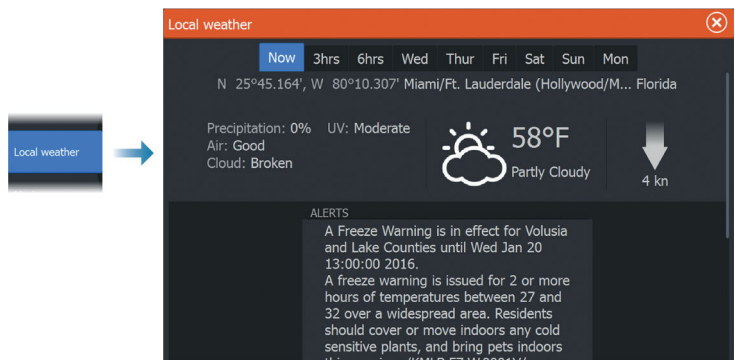 Local weather
Local weather
Now 3hrs 6hrs Wed Thur Fri Sat Sun Mon
N 25°45.164', W 80°10.307' Miami/Ft. Lauderdale (Hollywood/M... Florida
Precipitation: 0% UV: Moderate
Air: Good
Cloud: Broken
58°F
Partly Cloudy
4 kn
ALERTS
A Freeze Warning is in effect for Volusia
and Lake Counties until Wed Jan 20
13:00:00 2016.
A freeze warning is issued for 2 or more
hours of temperatures between 27 and
32 over a widespread area. Residents
should cover or move indoors any cold
sensitive plants, and bring pets indoors